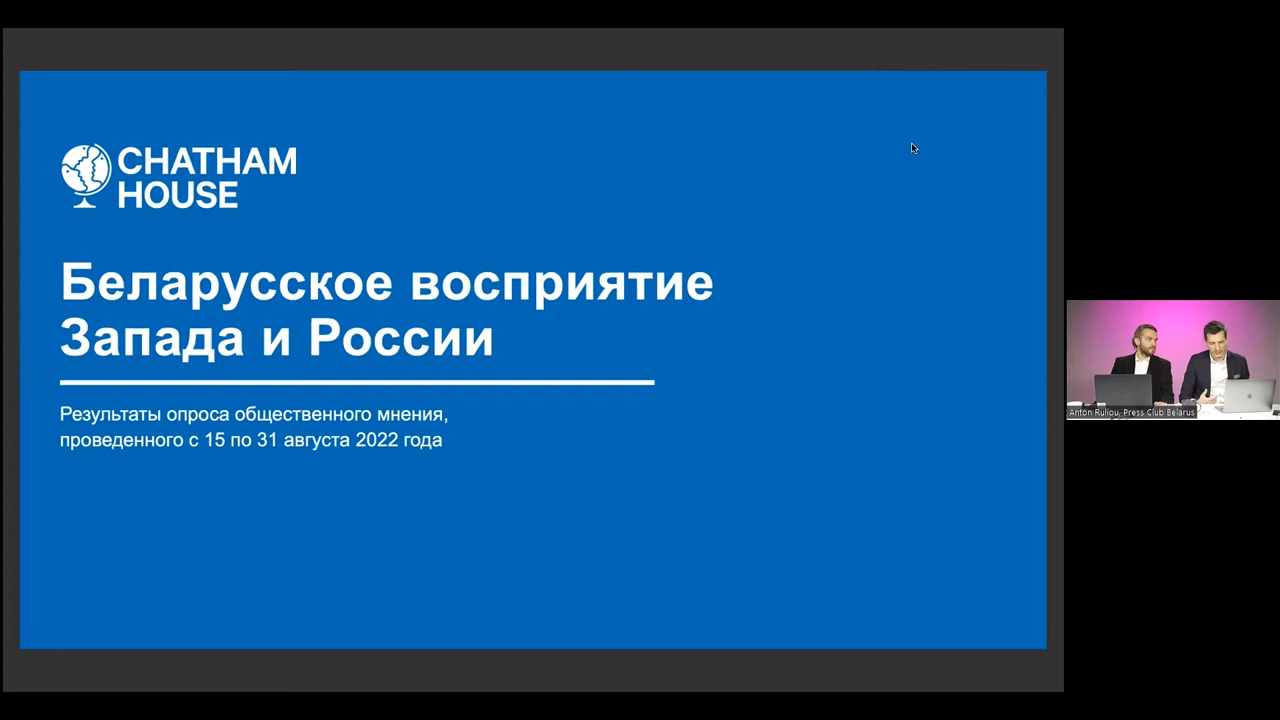 CHATHAM
HOUSE
Беларусское восприятие
Запада и России
Результаты опроса общественного мнения,
проведенного с 15 по 31 августа 2022 года
Anton Ruliou, Press Club Belarus